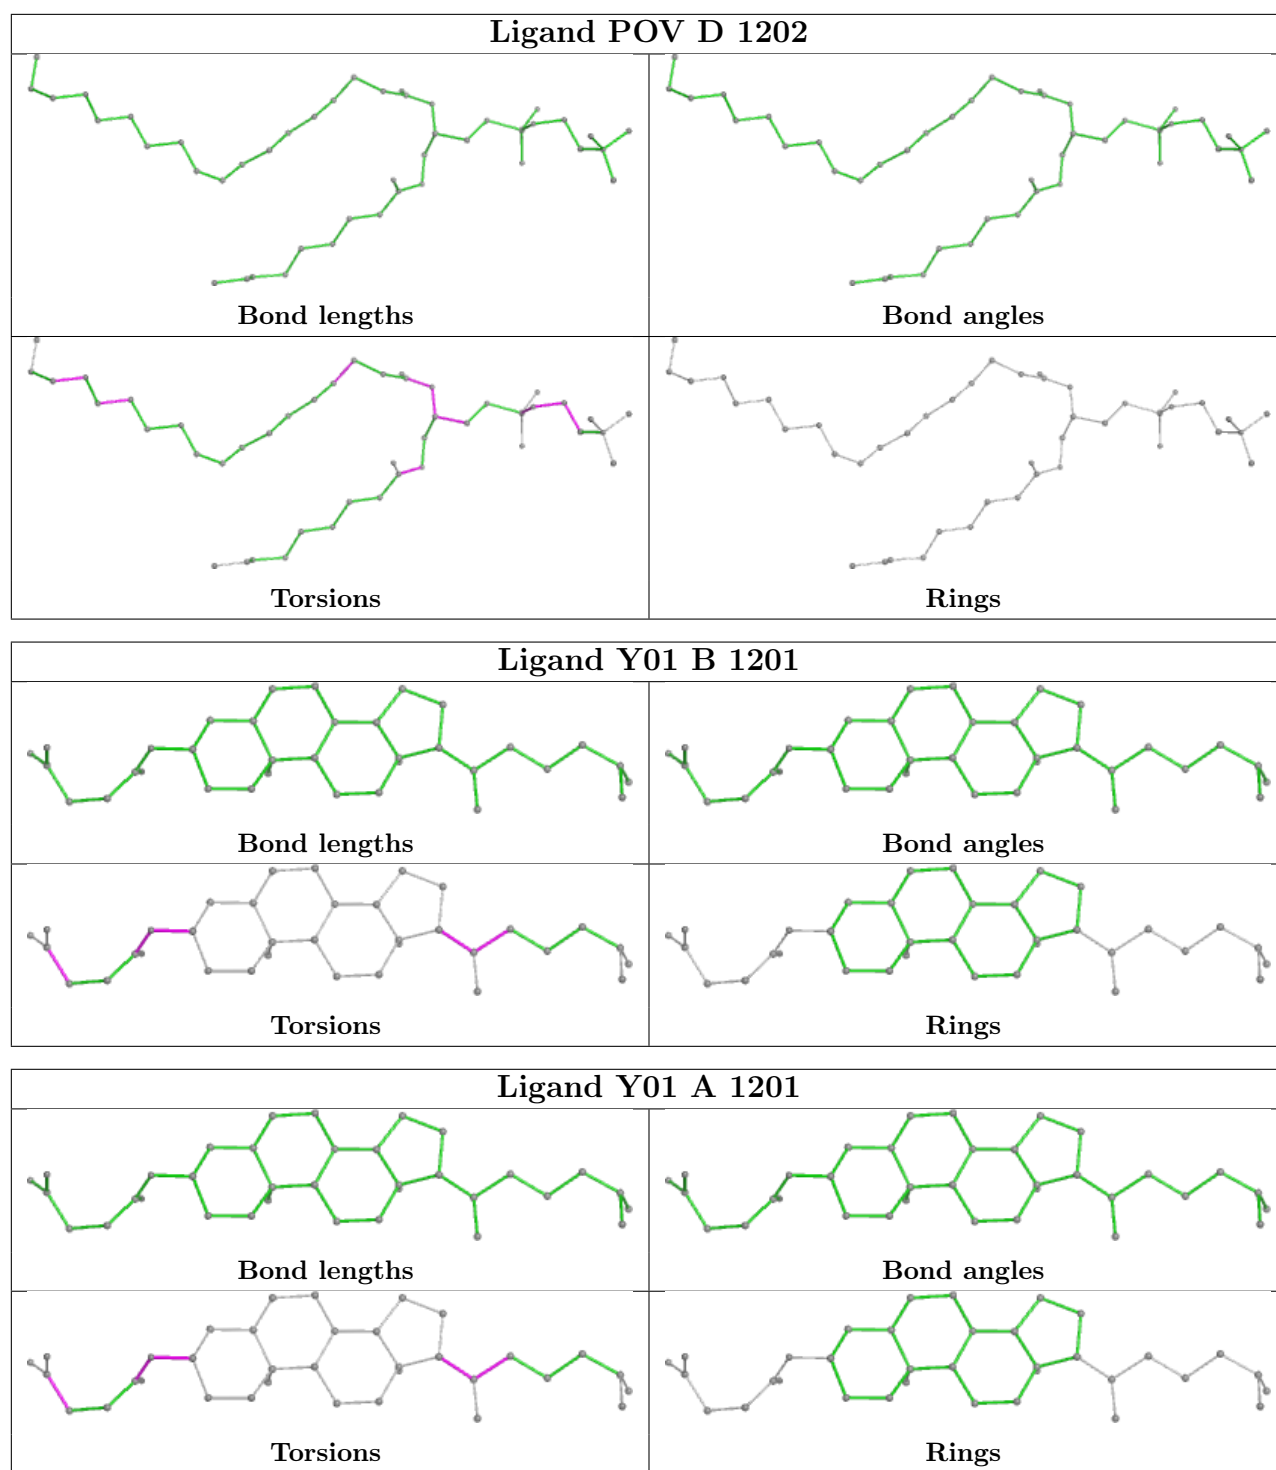 Ligand POV D 1202
Bond lengths
Bond angles
Torsions
Rings
Ligand Y01 B 1201
Bond lengths
Bond angles
Torsions
Rings
Ligand Y01 A 1201
Bond lengths
Bond angles
Torsions
Rings